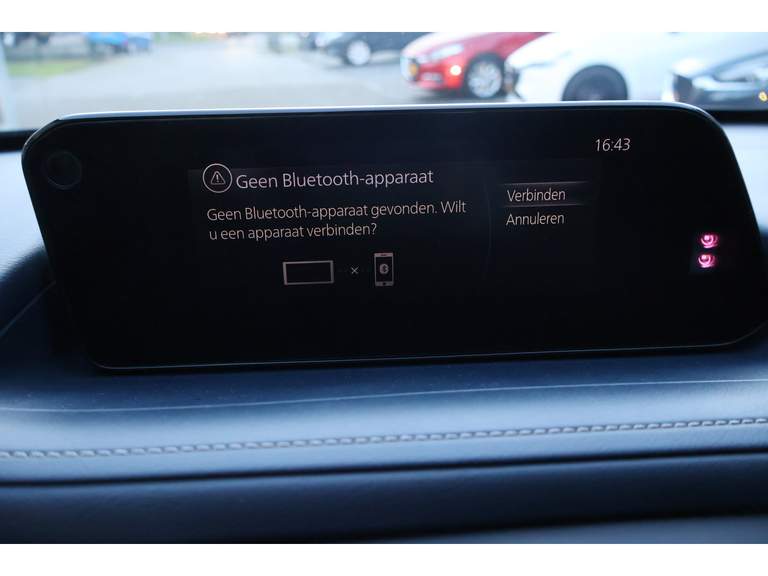 16:43
Geen Bluetooth-apparaat
Geen Bluetooth-apparaat gevonden. Wilt
u een apparaat verbinden?
Verbinden
Annuleren